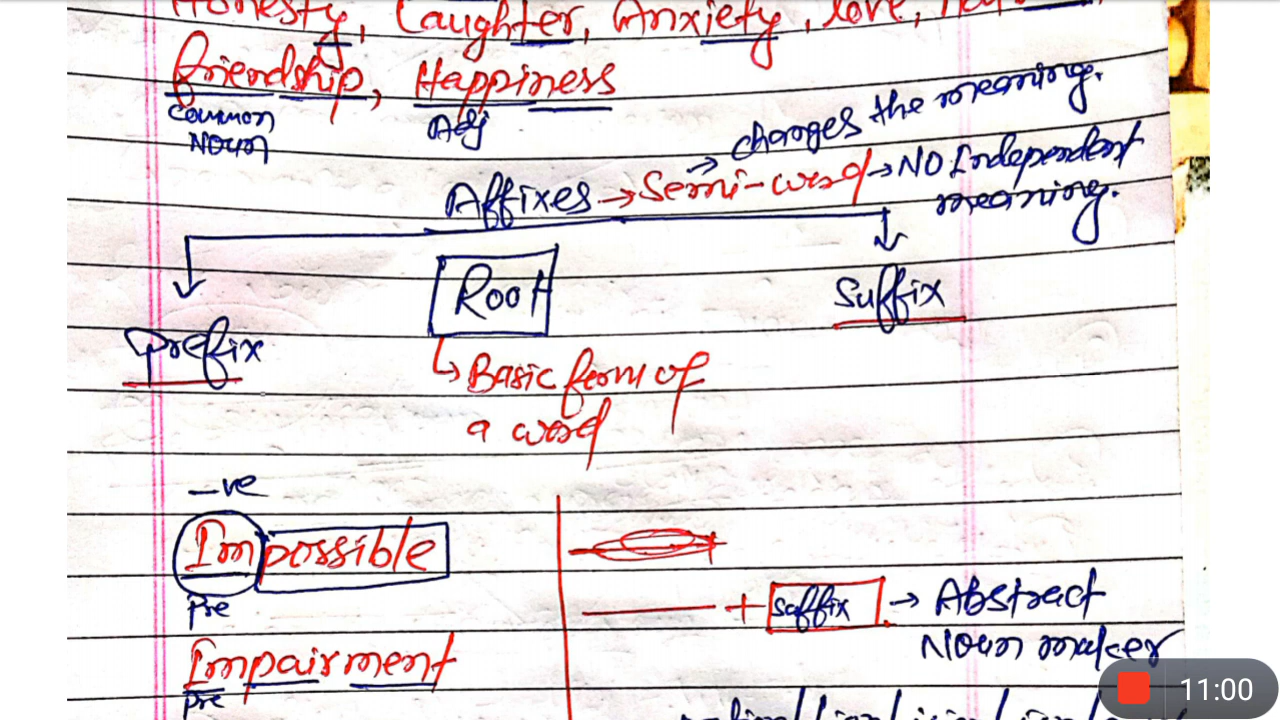 Honesty, Laughter, Anxiety, love,
friendship, Happiness
common
Noun
Adj
changes the meaning.
Affixes → Semi-word → NO Independent
meaning.
Root
Suffix
Prefix
Basic form of
a word
-ve
Impossible
Pre
+ Suffix → Abstract
Noun maker
Impairment
Pre
11:00